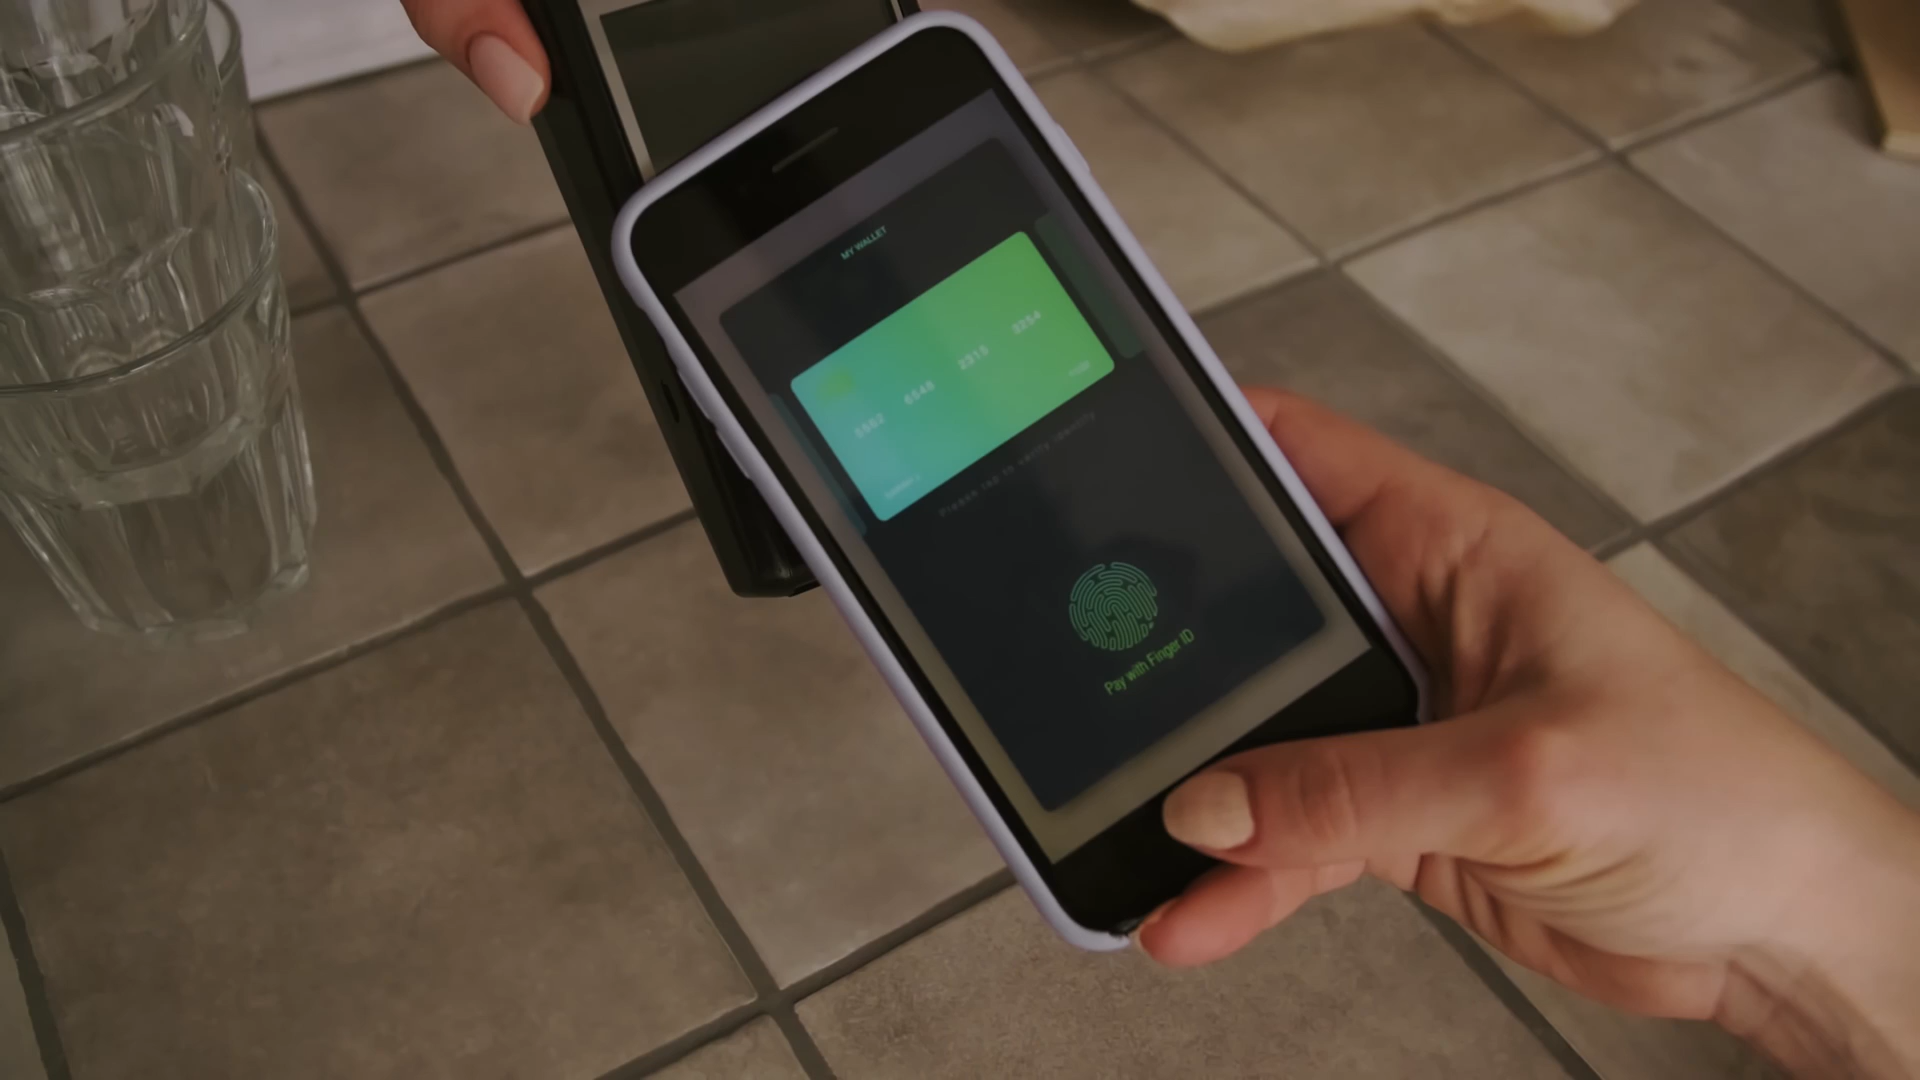 MY WALLET
5562 6548 2315 3254
Please tap to verify identity
Pay with Finger ID